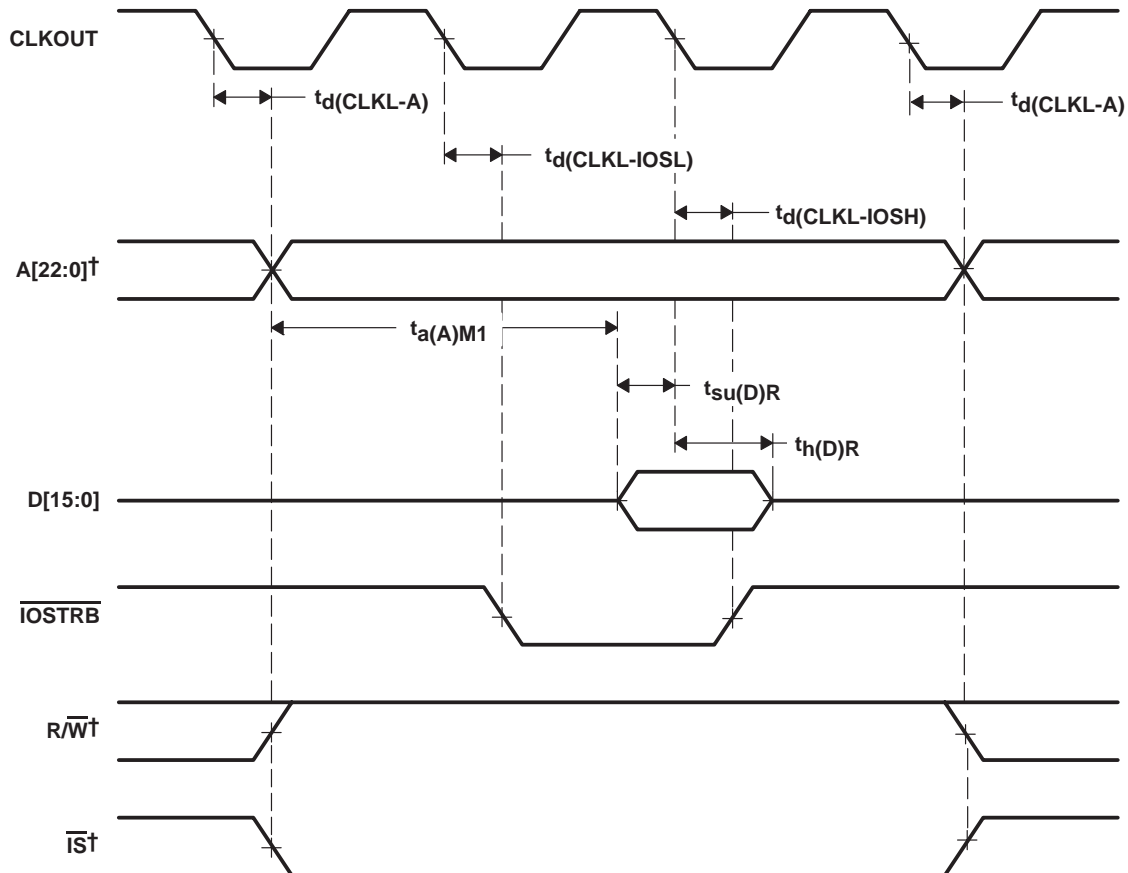 CLKOUT
td(CLKL-A)
td(CLKL-A)
td(CLKL-IOSL)
td(CLKL-IOSH)
A[22:0]†
ta(A)M1
tsu(D)R
th(D)R
D[15:0]
IOSTRB
R/W†
IS†